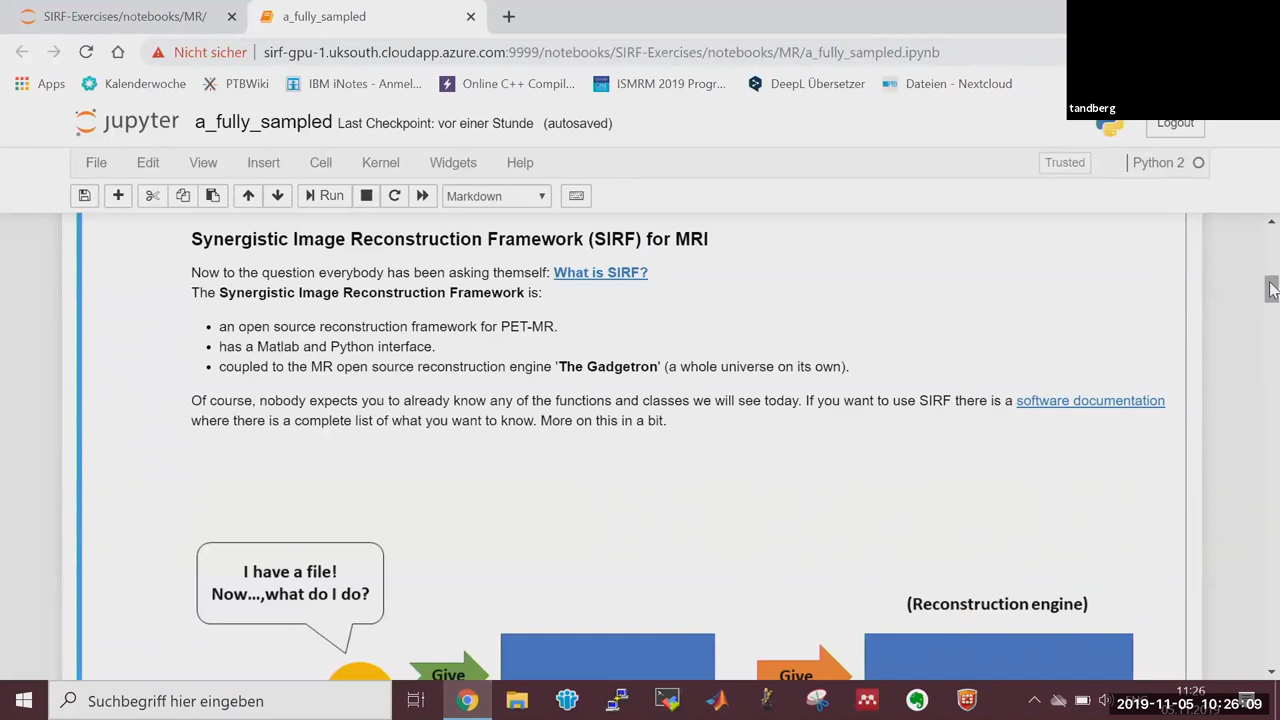 SIRF-Exercises/notebooks/MR/
a_fully_sampled
Nicht sicher
sirf-gpu-1.uksouth.cloudapp.azure.com:9999/notebooks/SIRF-Exercises/notebooks/MR/a_fully_sampled.ipynb
Apps Kalenderwoche PTBWiki IBM iNotes - Anmel... Online C++ Compil... ISMRM 2019 Progr... DeepL Übersetzer Dateien - Nextcloud
tandberg
jupyter a_fully_sampled Last Checkpoint: vor einer Stunde (autosaved)
Logout
File Edit View Insert Cell Kernel Widgets Help
Trusted Python 2
Run Markdown
Synergistic Image Reconstruction Framework (SIRF) for MRI
Now to the question everybody has been asking themself: What is SIRF?
The Synergistic Image Reconstruction Framework is:
• an open source reconstruction framework for PET-MR.
• has a Matlab and Python interface.
• coupled to the MR open source reconstruction engine 'The Gadgetron' (a whole universe on its own).
Of course, nobody expects you to already know any of the functions and classes we will see today. If you want to use SIRF there is a software documentation
where there is a complete list of what you want to know. More on this in a bit.
I have a file!
Now...,what do I do?
(Reconstruction engine)
Give
Give
Suchbegriff hier eingeben
11:26
2019-11-05 10:26:09